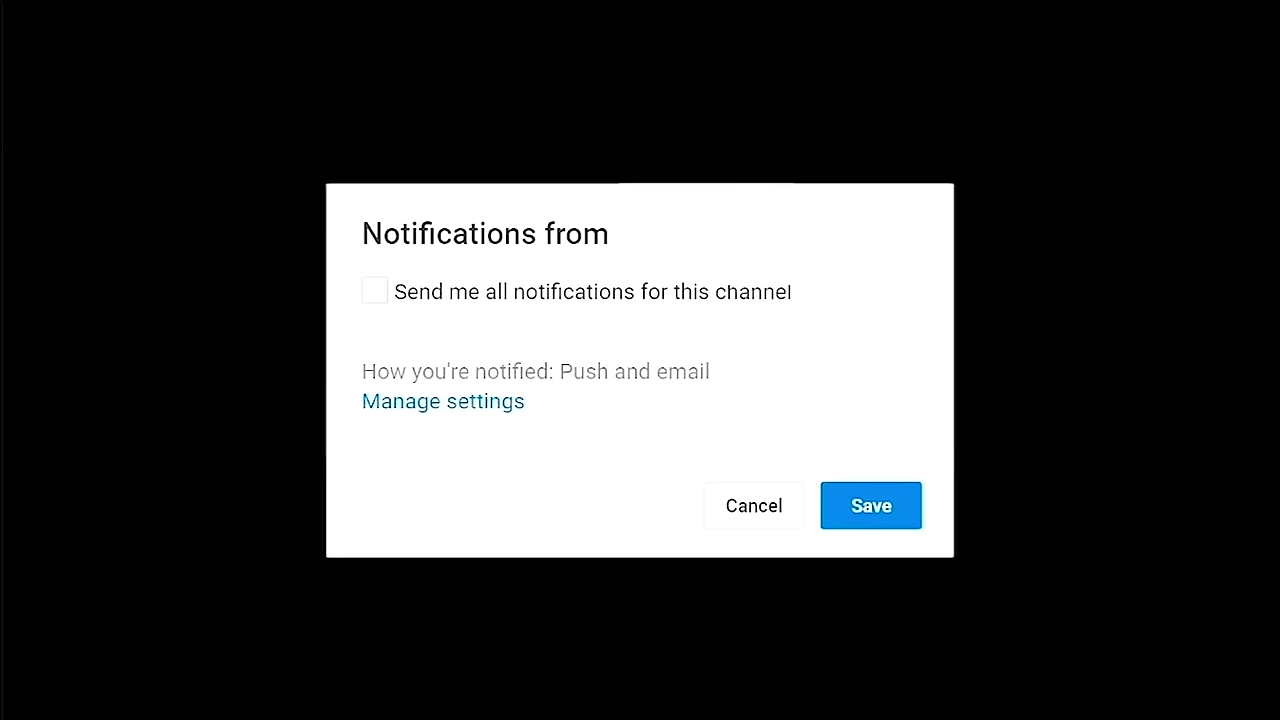 Notifications from
Send me all notifications for this channel
How you're notified: Push and email
Manage settings
Cancel
Save